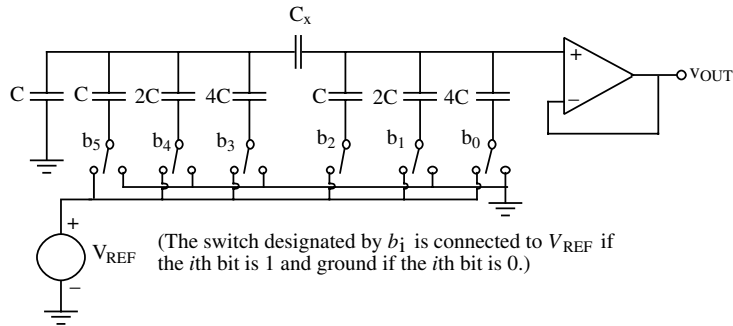 Cₓ
C C 2C 4C C 2C 4C
b₅ b₄ b₃ b₂ b₁ b₀
+
−
vOUT
+
VREF
−
(The switch designated by bᵢ is connected to VREF if
the ith bit is 1 and ground if the ith bit is 0.)